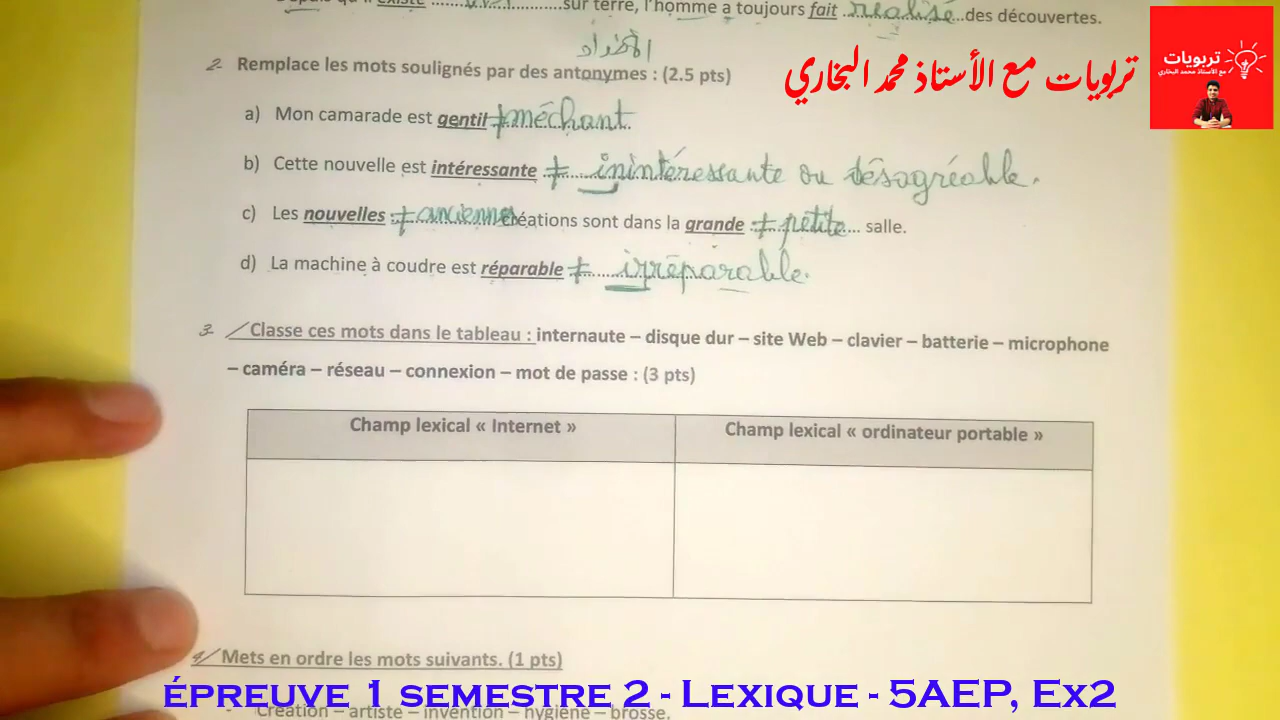 existe ............sur terre, l'homme a toujours fait ...réalisé...des découvertes.
الأضداد
تربويات مع الأستاذ محمد البخاري
تربويات
مع الأستاذ محمد البخاري
2. Remplace les mots soulignés par des antonymes : (2.5 pts)
a) Mon camarade est gentil ≠ méchant.
b) Cette nouvelle est intéressante ≠ inintéressante ou désagréable.
c) Les nouvelles ≠ anciennes créations sont dans la grande ≠ petite... salle.
d) La machine à coudre est réparable ≠ irréparable.
3. Classe ces mots dans le tableau : internaute – disque dur – site Web – clavier – batterie – microphone
– caméra – réseau – connexion – mot de passe : (3 pts)
Champ lexical « Internet » Champ lexical « ordinateur portable »
4/ Mets en ordre les mots suivants. (1 pts)
épreuve 1 semestre 2 - Lexique - 5AEP, Ex2
- Création – artiste – invention – hygiène – brosse.